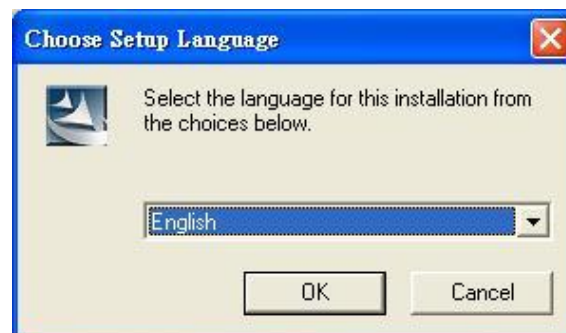 Choose Setup Language
Select the language for this installation from
the choices below.
English
OK
Cancel